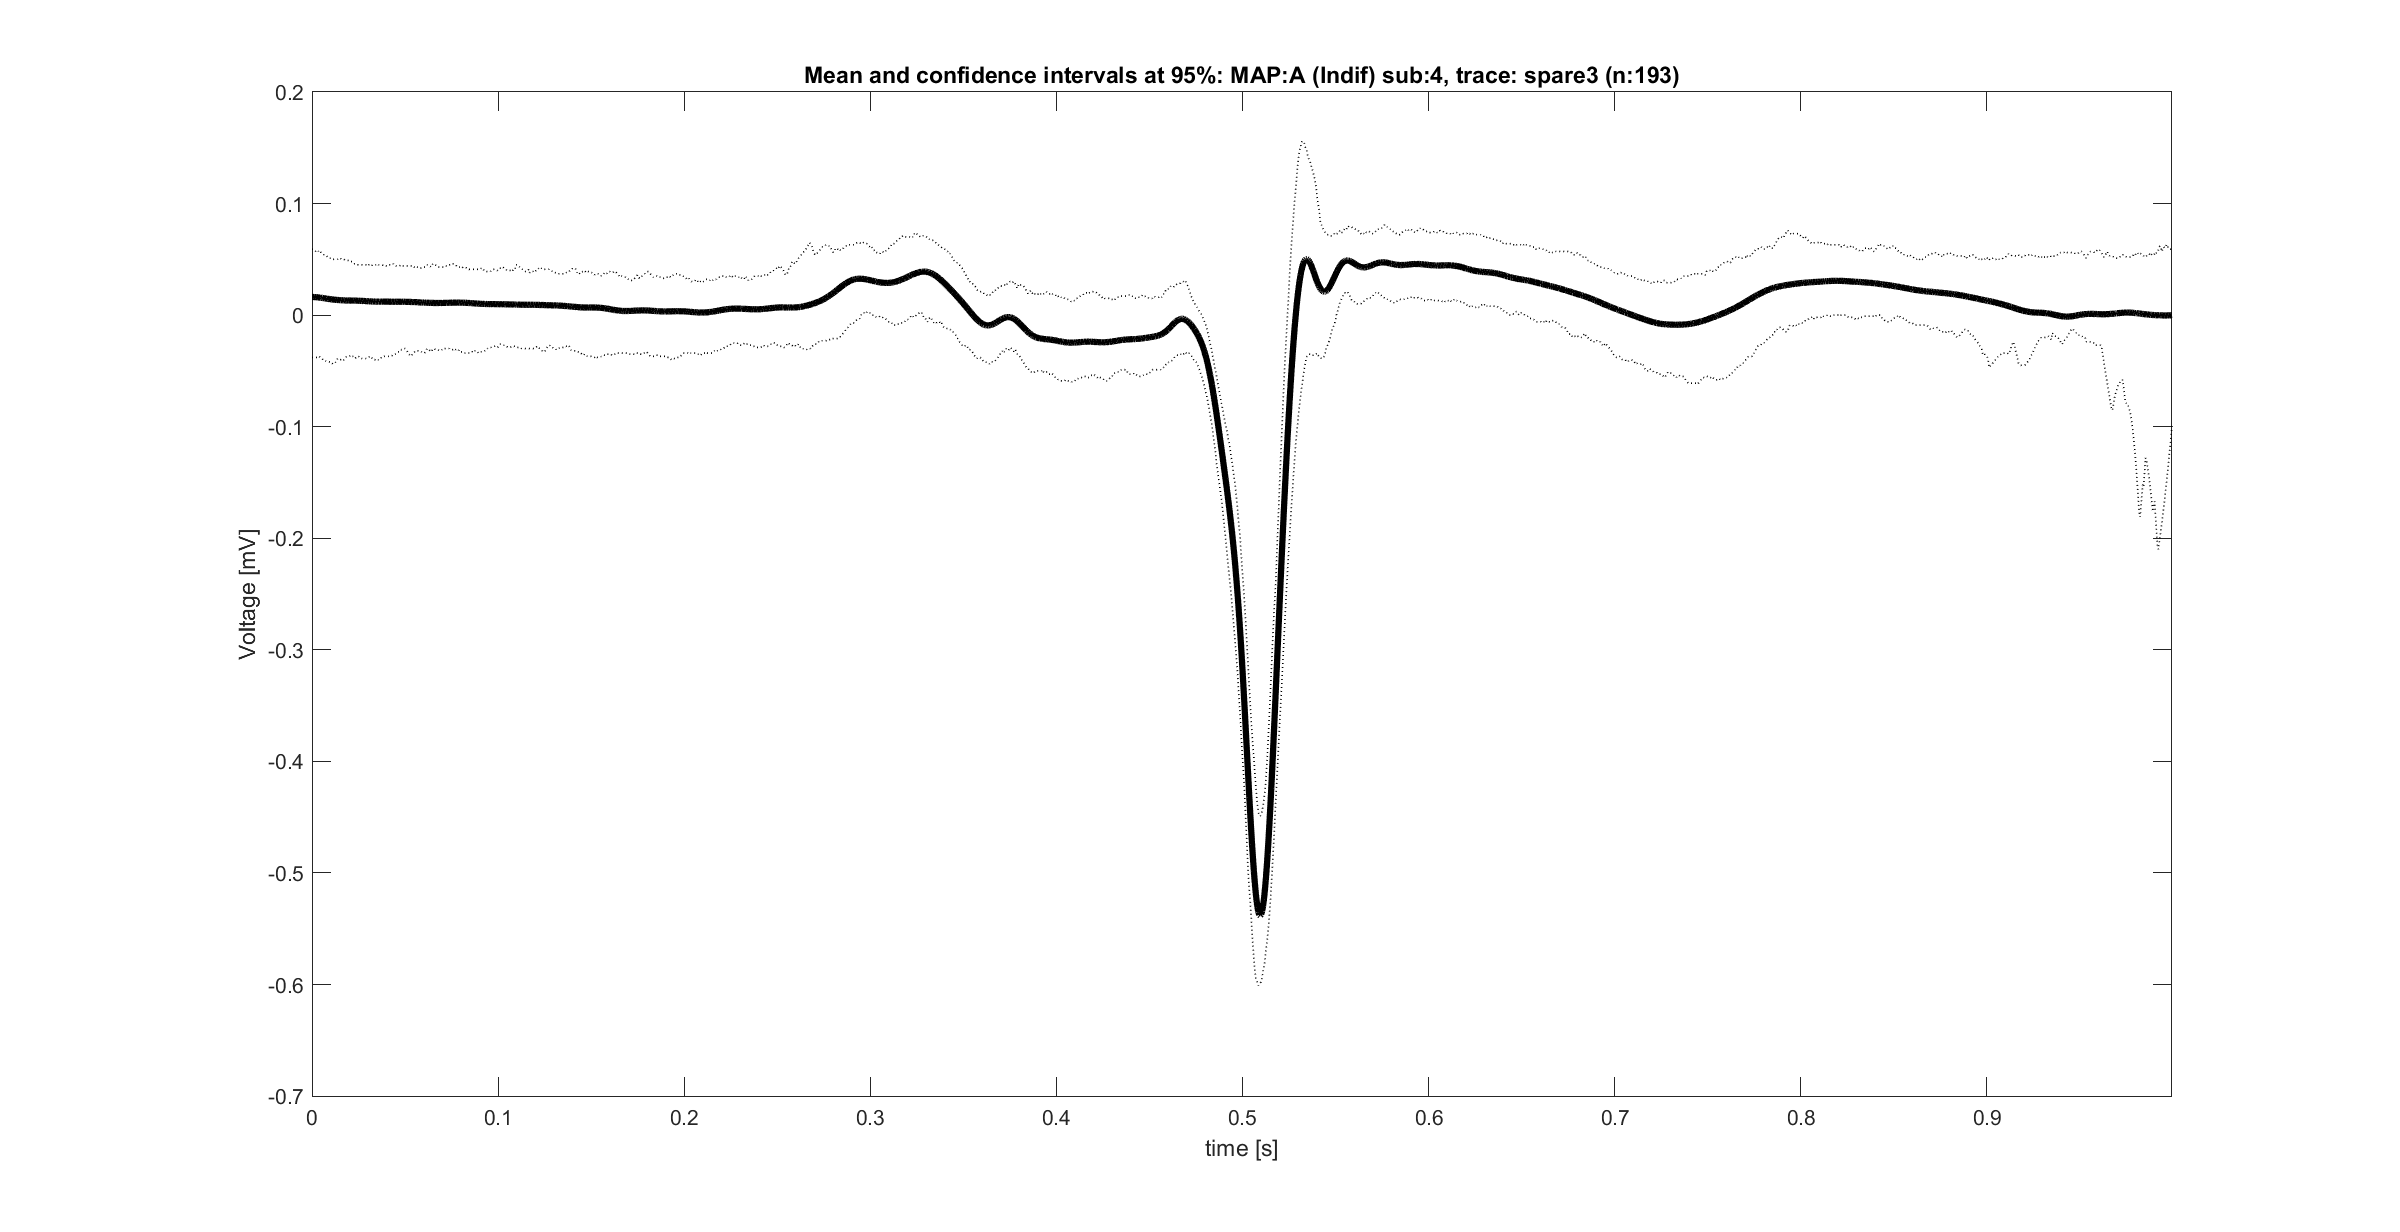 Mean and confidence intervals at 95%: MAP:A (Indif) sub:4, trace: spare3 (n:193)
0.2
0.1
0
-0.1
-0.2
-0.3
-0.4
-0.5
-0.6
-0.7
Voltage [mV]
0 0.1 0.2 0.3 0.4 0.5 0.6 0.7 0.8 0.9
time [s]